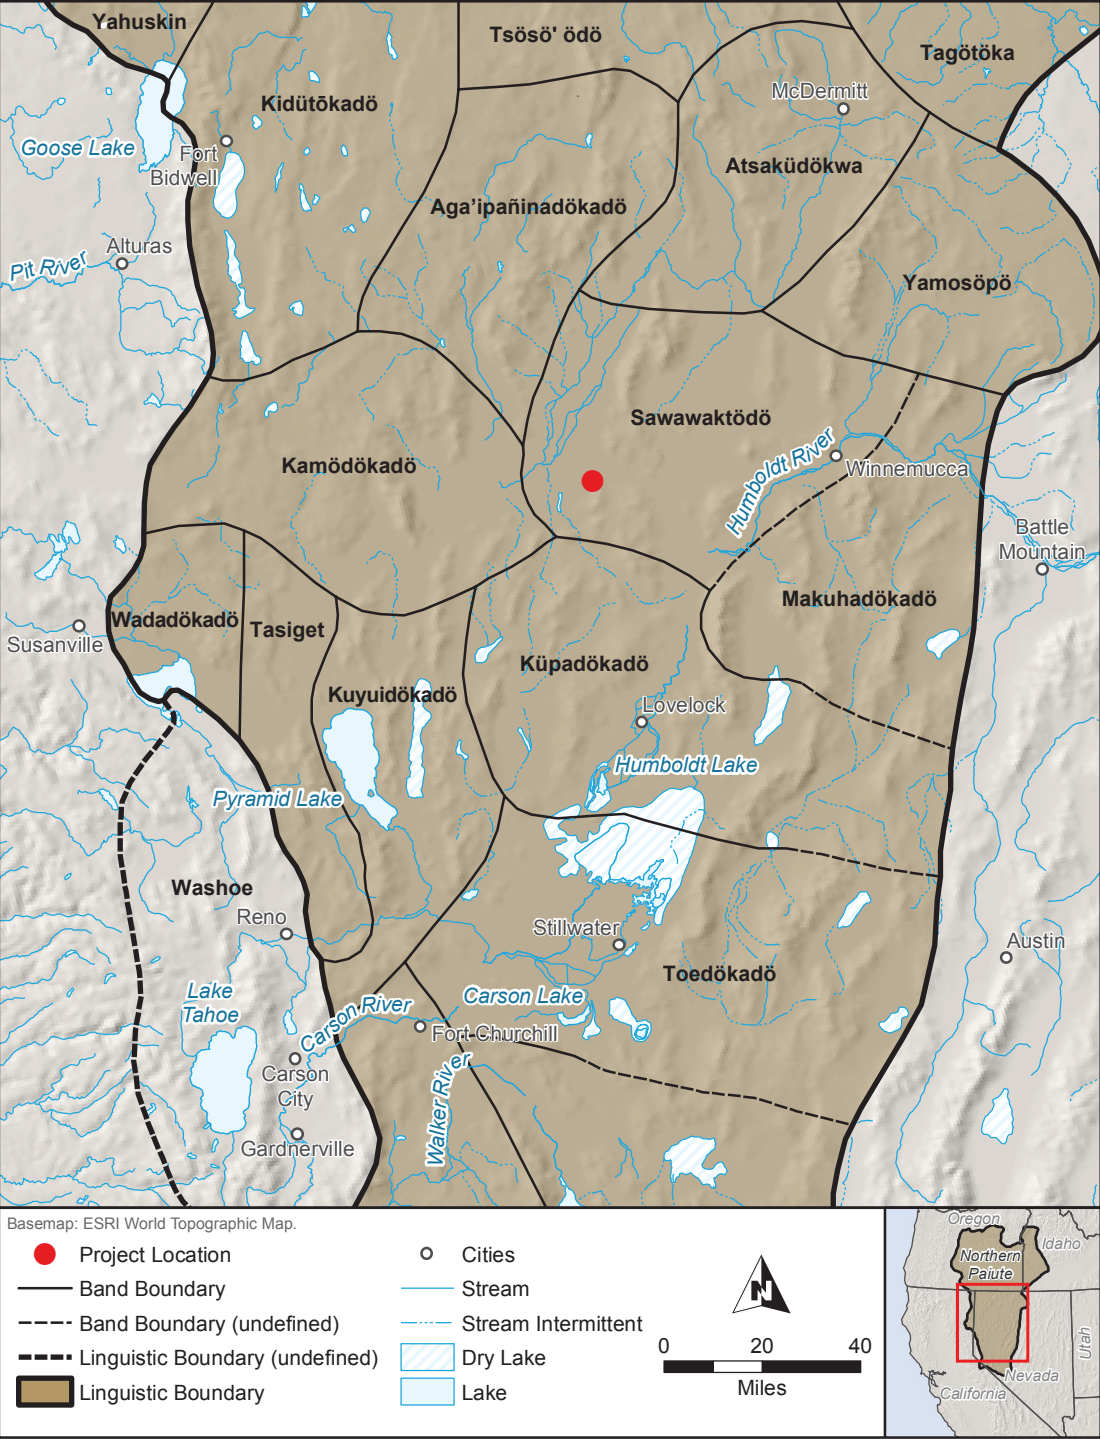 Yahuskin
Tsösö' ödö
Tagötöka
McDermitt
Kidütōkadö
Goose Lake
Fort
Bidwell
Atsaküdökwa
Aga'ipañinadökadö
Alturas
Pit River
Yamosöpö
Sawawaktödö
Kamödökadö
Humboldt River
Winnemucca
Battle
Mountain
Makuhadökadö
Wadadökadö
Tasiget
Susanville
Küpadökadö
Kuyuidökadö
Lovelock
Humboldt Lake
Pyramid Lake
Washoe
Reno
Stillwater
Austin
Toedökadö
Lake
Tahoe
Carson Lake
Carson River
Fort Churchill
Walker River
Carson
City
Gardnerville
Basemap: ESRI World Topographic Map.
Project Location
Band Boundary
Band Boundary (undefined)
Linguistic Boundary (undefined)
Linguistic Boundary
Cities
Stream
Stream Intermittent
Dry Lake
Lake
N
0 20 40
Miles
Oregon
Idaho
Northern
Paiute
Utah
Nevada
California